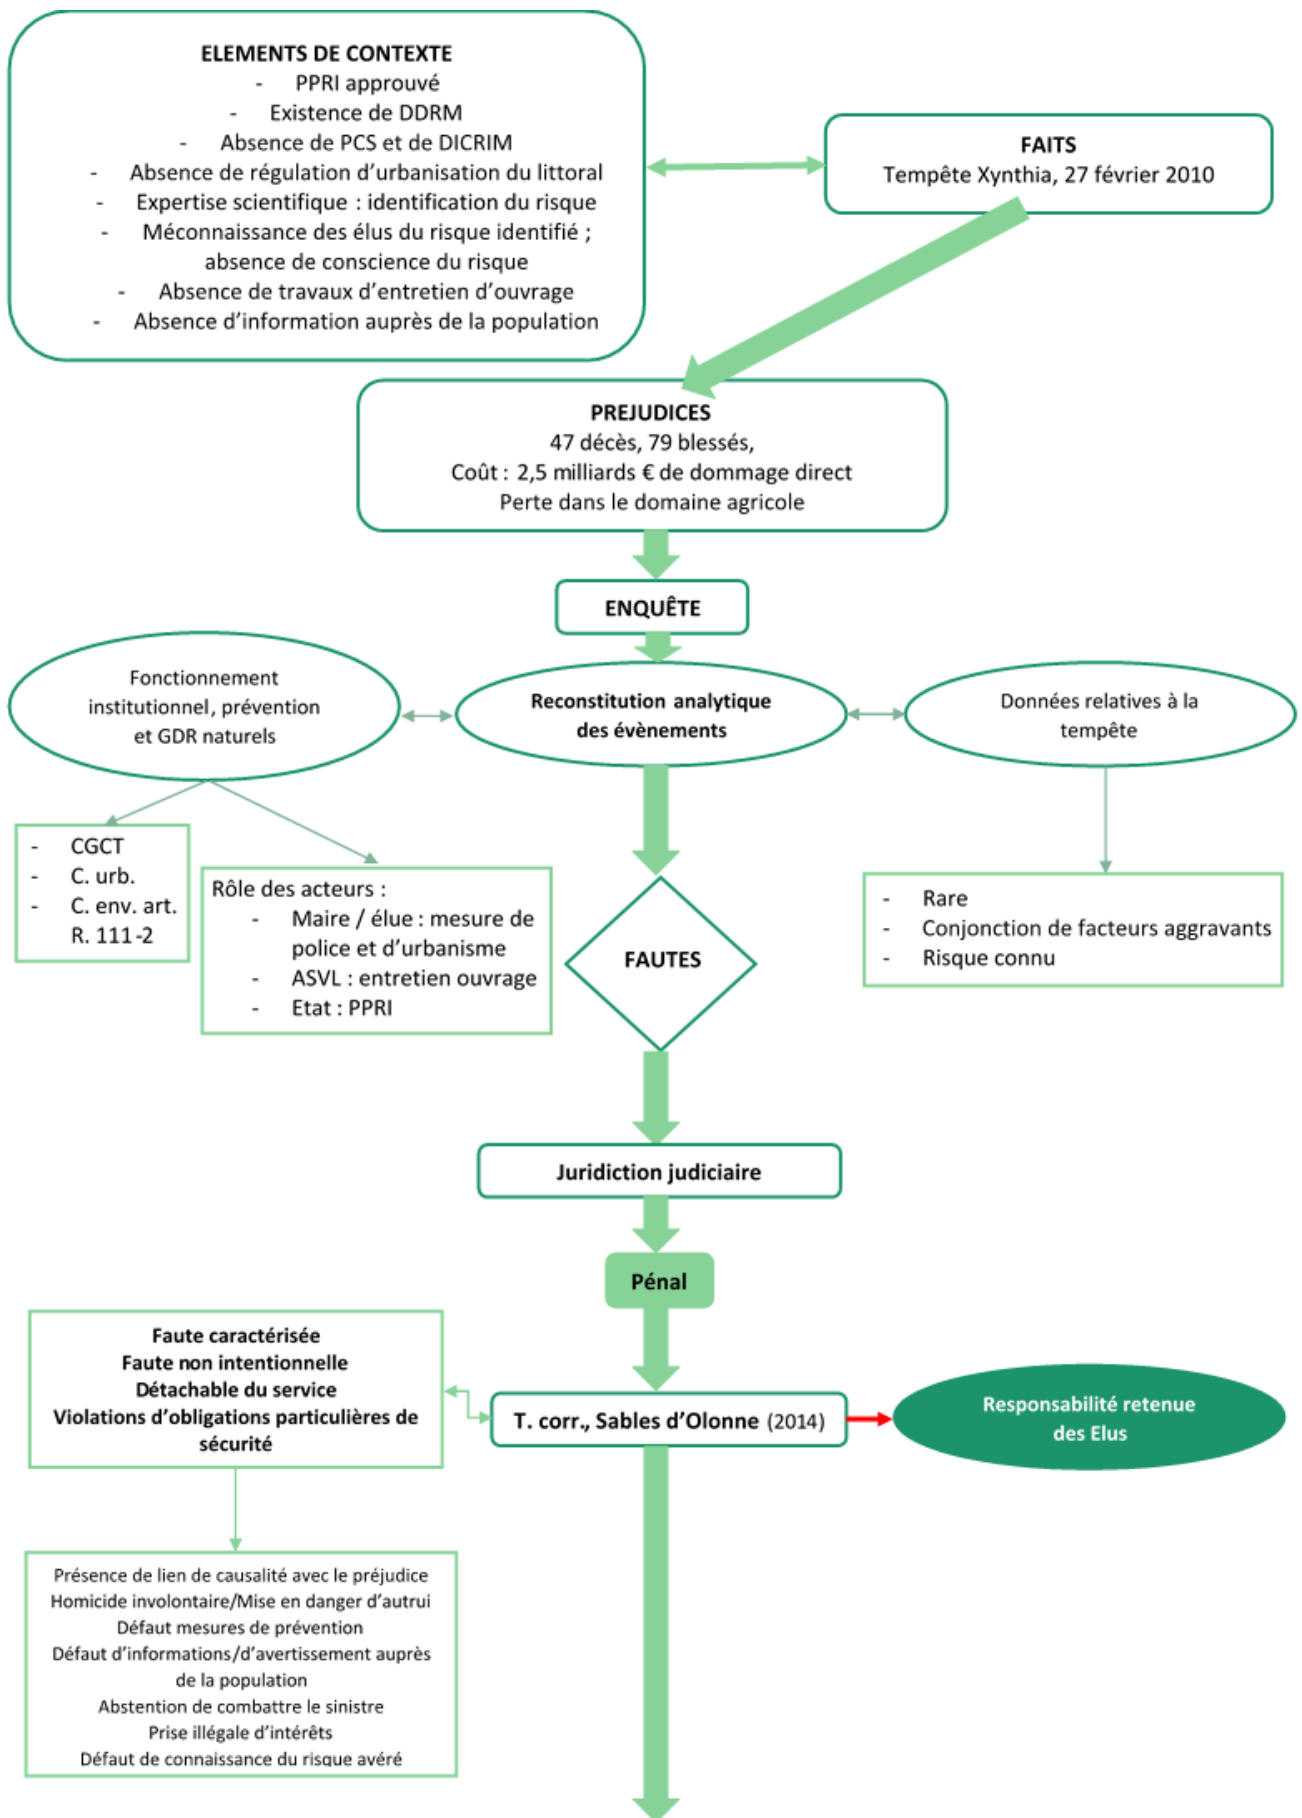 ELEMENTS DE CONTEXTE
- PPRI approuvé
- Existence de DDRM
- Absence de PCS et de DICRIM
- Absence de régulation d'urbanisation du littoral
- Expertise scientifique : identification du risque
- Méconnaissance des élus du risque identifié ;
absence de conscience du risque
- Absence de travaux d'entretien d'ouvrage
- Absence d'information auprès de la population
FAITS
Tempête Xynthia, 27 février 2010
PREJUDICES
47 décès, 79 blessés,
Coût : 2,5 milliards € de dommage direct
Perte dans le domaine agricole
ENQUÊTE
Fonctionnement
institutionnel, prévention
et GDR naturels
Reconstitution analytique
des évènements
Données relatives à la
tempête
- CGCT
- C. urb.
- C. env. art.
R. 111-2
Rôle des acteurs :
- Maire / élue : mesure de
police et d'urbanisme
- ASVL : entretien ouvrage
- Etat : PPRI
FAUTES
- Rare
- Conjonction de facteurs aggravants
- Risque connu
Juridiction judiciaire
Pénal
Faute caractérisée
Faute non intentionnelle
Détachable du service
Violations d'obligations particulières de
sécurité
T. corr., Sables d'Olonne (2014)
Responsabilité retenue
des Elus
Présence de lien de causalité avec le préjudice
Homicide involontaire/Mise en danger d'autrui
Défaut mesures de prévention
Défaut d'informations/d'avertissement auprès
de la population
Abstention de combattre le sinistre
Prise illégale d'intérêts
Défaut de connaissance du risque avéré